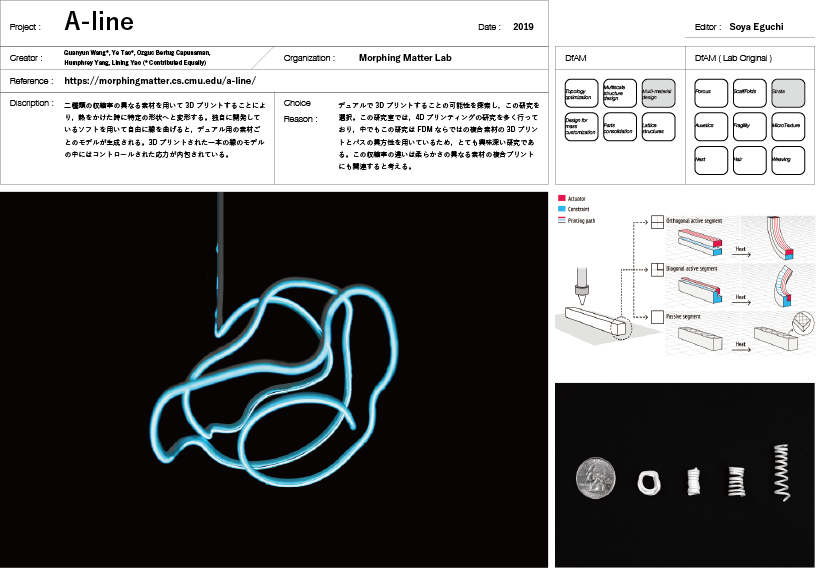 Project :
A-line
Date :
2019
Editor :
Soya Eguchi
Creator :
Guanyun Wang*, Ye Tao*, Ozguc Bertug Capunaman,
Humphrey Yang, Lining Yao (* Contributed Equally)
Organization :
Morphing Matter Lab
Reference :
https://morphingmatter.cs.cmu.edu/a-line/
Discription :
二種類の収縮率の異なる素材を用いて 3D プリントすることによ
り、熱をかけた時に特定の形状へと変形する。独自に開発して
いるソフトを用いて自由に線を曲げると、デュアル用の素材ご
とのモデルが生成される。3D プリントされた一本の線のモデル
の中にはコントロールされた応力が内包されている。
Choice
Reason :
デュアルで 3D プリントすることの可能性を探索し、この研究を
選択。この研究室では、4D プリンティングの研究を多く行って
おり、中でもこの研究は FDM ならではの複合素材の 3D プリン
トとパスの異方性を用いているため、とても興味深い研究であ
る。この収縮率の違いは柔らかさの異なる素材の複合プリント
にも関連すると考える。
DfAM
Topology
optimization
Multiscale
structure
design
Multi-material
design
Design for
mass
customization
Parts
consolidation
Lattice
structures
DfAM ( Lab Original )
Porous
ScaffFolds
Strata
Auxetics
Fragility
MicroTexture
Nest
Hair
Weaving
Actuator
Constraint
Printing path
Orthogonal active segment
Heat
Diagonal active segment
Heat
Passive segment
Heat